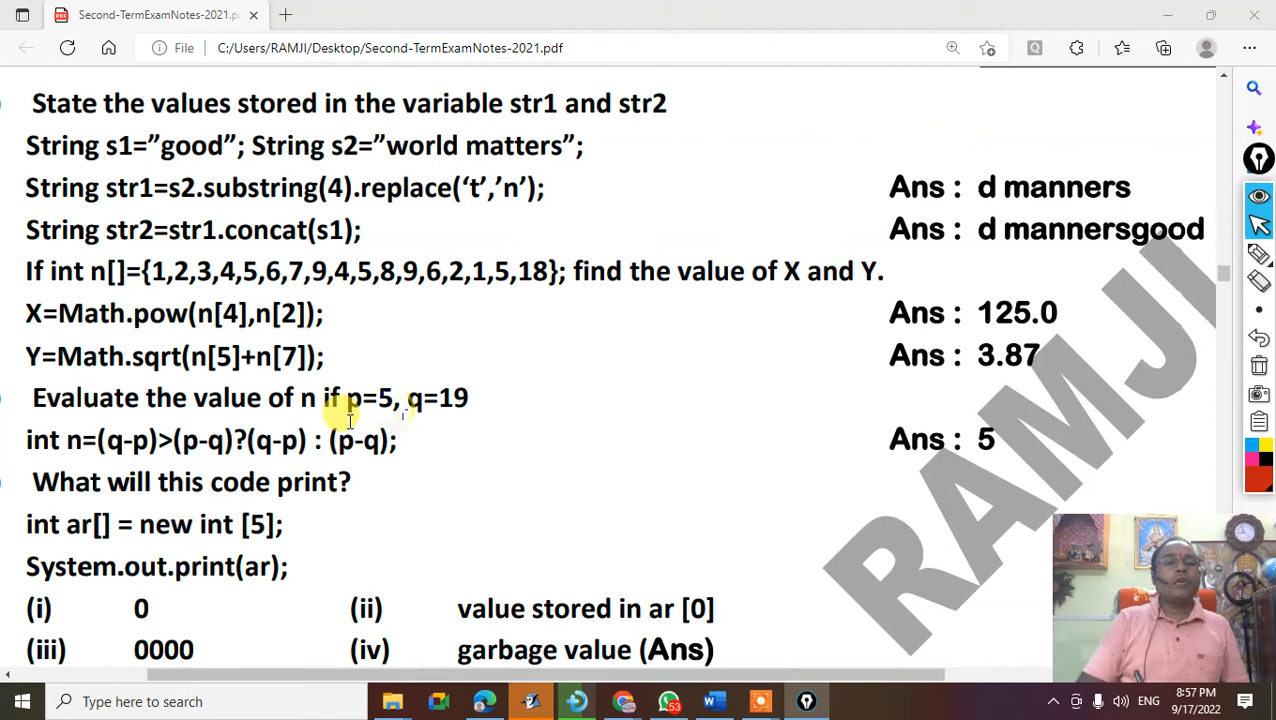 Second-TermExamNotes-2021.p
File C:/Users/RAMJI/Desktop/Second-TermExamNotes-2021.pdf
State the values stored in the variable str1 and str2
String s1=”good”; String s2=”world matters”;
String str1=s2.substring(4).replace(‘t’,’n’); Ans : d manners
String str2=str1.concat(s1); Ans : d mannersgood
If int n[]={1,2,3,4,5,6,7,9,4,5,8,9,6,2,1,5,18}; find the value of X and Y.
X=Math.pow(n[4],n[2]); Ans : 125.0
Y=Math.sqrt(n[5]+n[7]); Ans : 3.87
Evaluate the value of n if p=5, q=19
int n=(q-p)>(p-q)?(q-p) : (p-q); Ans : 5
What will this code print?
int ar[] = new int [5];
System.out.print(ar);
(i) 0 (ii) value stored in ar [0]
(iii) 0000 (iv) garbage value (Ans)
RAMJI
Type here to search
53
8:57 PM
9/17/2022